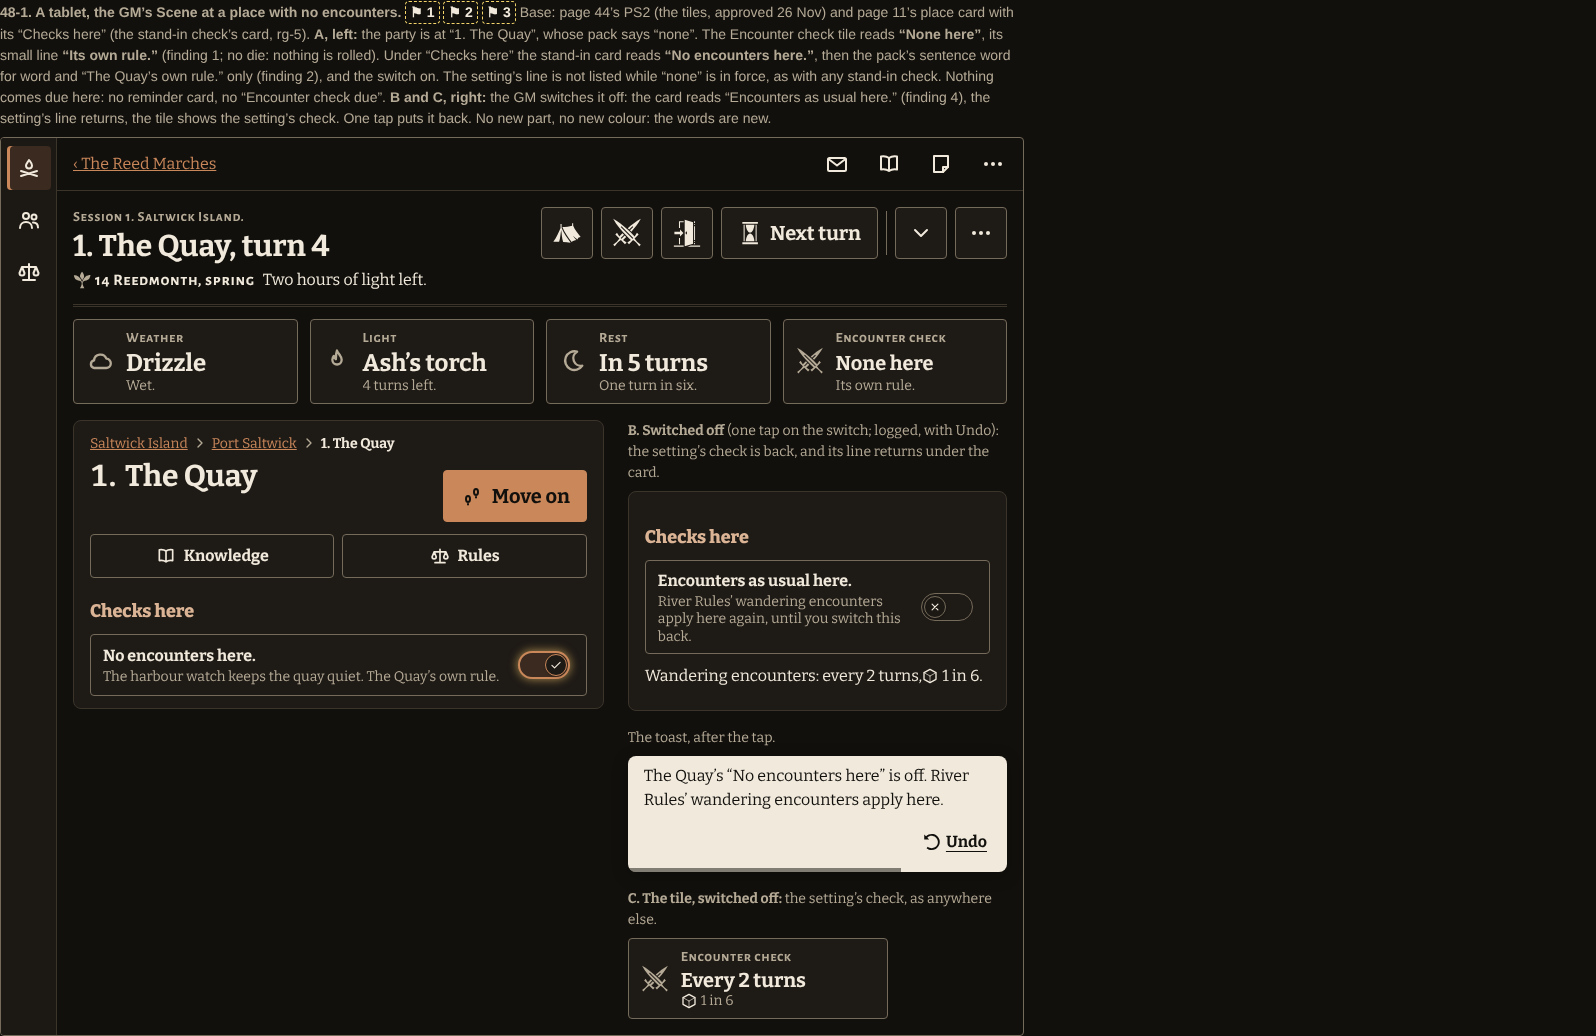 48-1. A tablet, the GM's Scene at a place with no encounters. ⚑ 1 ⚑ 2 ⚑ 3 Base: page 44's PS2 (the tiles, approved 26 Nov) and page 11's place card with
its “Checks here” (the stand-in check's card, rg-5). A, left: the party is at “1. The Quay”, whose pack says “none”. The Encounter check tile reads “None here”, its
small line “Its own rule.” (finding 1; no die: nothing is rolled). Under “Checks here” the stand-in card reads “No encounters here.”, then the pack's sentence word
for word and “The Quay's own rule.” only (finding 2), and the switch on. The setting's line is not listed while “none” is in force, as with any stand-in check. Nothing
comes due here: no reminder card, no “Encounter check due”. B and C, right: the GM switches it off: the card reads “Encounters as usual here.” (finding 4), the
setting's line returns, the tile shows the setting's check. One tap puts it back. No new part, no new colour: the words are new.
‹ The Reed Marches
Session 1. Saltwick Island.
1. The Quay, turn 4
14 Reedmonth, spring Two hours of light left.
Next turn
Weather
Drizzle
Wet.
Light
Ash’s torch
4 turns left.
Rest
In 5 turns
One turn in six.
Encounter check
None here
Its own rule.
Saltwick Island > Port Saltwick > 1. The Quay
1. The Quay
Move on
Knowledge
Rules
Checks here
No encounters here.
The harbour watch keeps the quay quiet. The Quay’s own rule.
B. Switched off (one tap on the switch; logged, with Undo):
the setting’s check is back, and its line returns under the
card.
Checks here
Encounters as usual here.
River Rules’ wandering encounters
apply here again, until you switch this
back.
Wandering encounters: every 2 turns, 1 in 6.
The toast, after the tap.
The Quay’s “No encounters here” is off. River
Rules’ wandering encounters apply here.
Undo
C. The tile, switched off: the setting’s check, as anywhere
else.
Encounter check
Every 2 turns
1 in 6